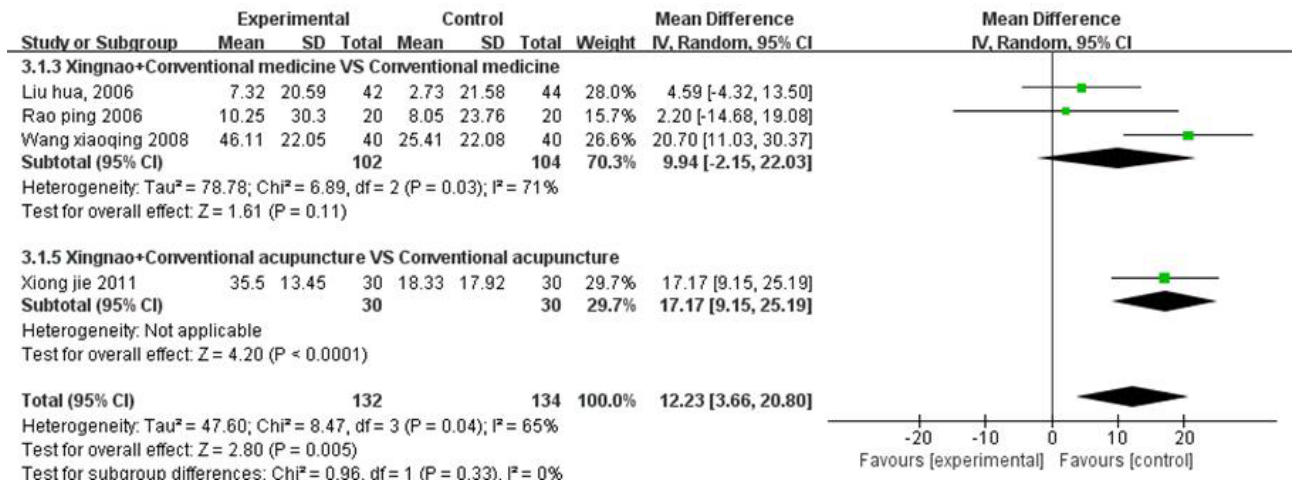 Experimental Control Mean Difference Mean Difference
Study or Subgroup Mean SD Total Mean SD Total Weight IV, Random, 95% CI IV, Random, 95% CI
3.1.3 Xingnao+Conventional medicine VS Conventional medicine
Liu hua, 2006 7.32 20.59 42 2.73 21.58 44 28.0% 4.59 [-4.32, 13.50]
Rao ping 2006 10.25 30.3 20 8.05 23.76 20 15.7% 2.20 [-14.68, 19.08]
Wang xiaoqing 2008 46.11 22.05 40 25.41 22.08 40 26.6% 20.70 [11.03, 30.37]
Subtotal (95% CI) 102 104 70.3% 9.94 [-2.15, 22.03]
Heterogeneity: Tau² = 78.78; Chi² = 6.89, df = 2 (P = 0.03); I² = 71%
Test for overall effect: Z = 1.61 (P = 0.11)
3.1.5 Xingnao+Conventional acupuncture VS Conventional acupuncture
Xiong jie 2011 35.5 13.45 30 18.33 17.92 30 29.7% 17.17 [9.15, 25.19]
Subtotal (95% CI) 30 30 29.7% 17.17 [9.15, 25.19]
Heterogeneity: Not applicable
Test for overall effect: Z = 4.20 (P < 0.0001)
Total (95% CI) 132 134 100.0% 12.23 [3.66, 20.80]
Heterogeneity: Tau² = 47.60; Chi² = 8.47, df = 3 (P = 0.04); I² = 65%
Test for overall effect: Z = 2.80 (P = 0.005)
Test for subgroup differences: Chi² = 0.96, df = 1 (P = 0.33), I² = 0%
-20 -10 0 10 20
Favours [experimental] Favours [control]